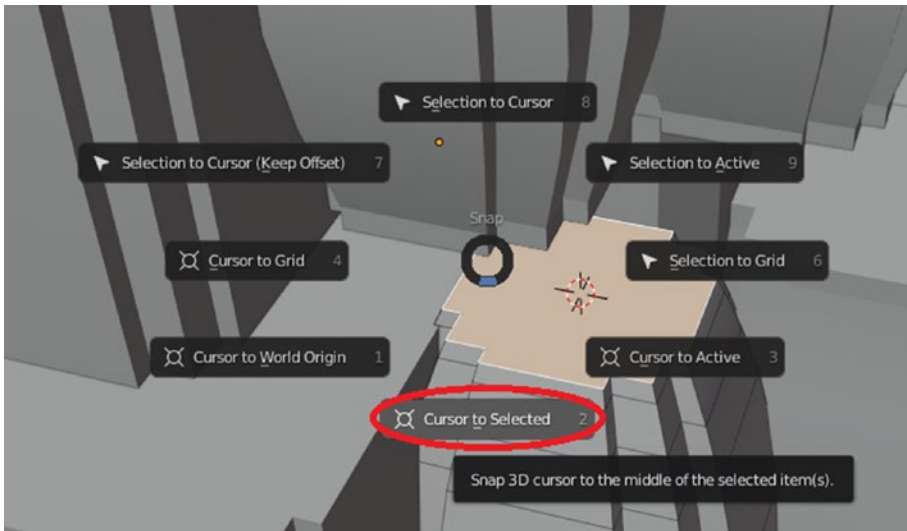 Selection to Cursor 8
Selection to Cursor (Keep Offset) 7
Selection to Active 9
Snap
Cursor to Grid 4
Selection to Grid 6
Cursor to World Origin 1
Cursor to Active 3
Cursor to Selected 2
Snap 3D cursor to the middle of the selected item(s).